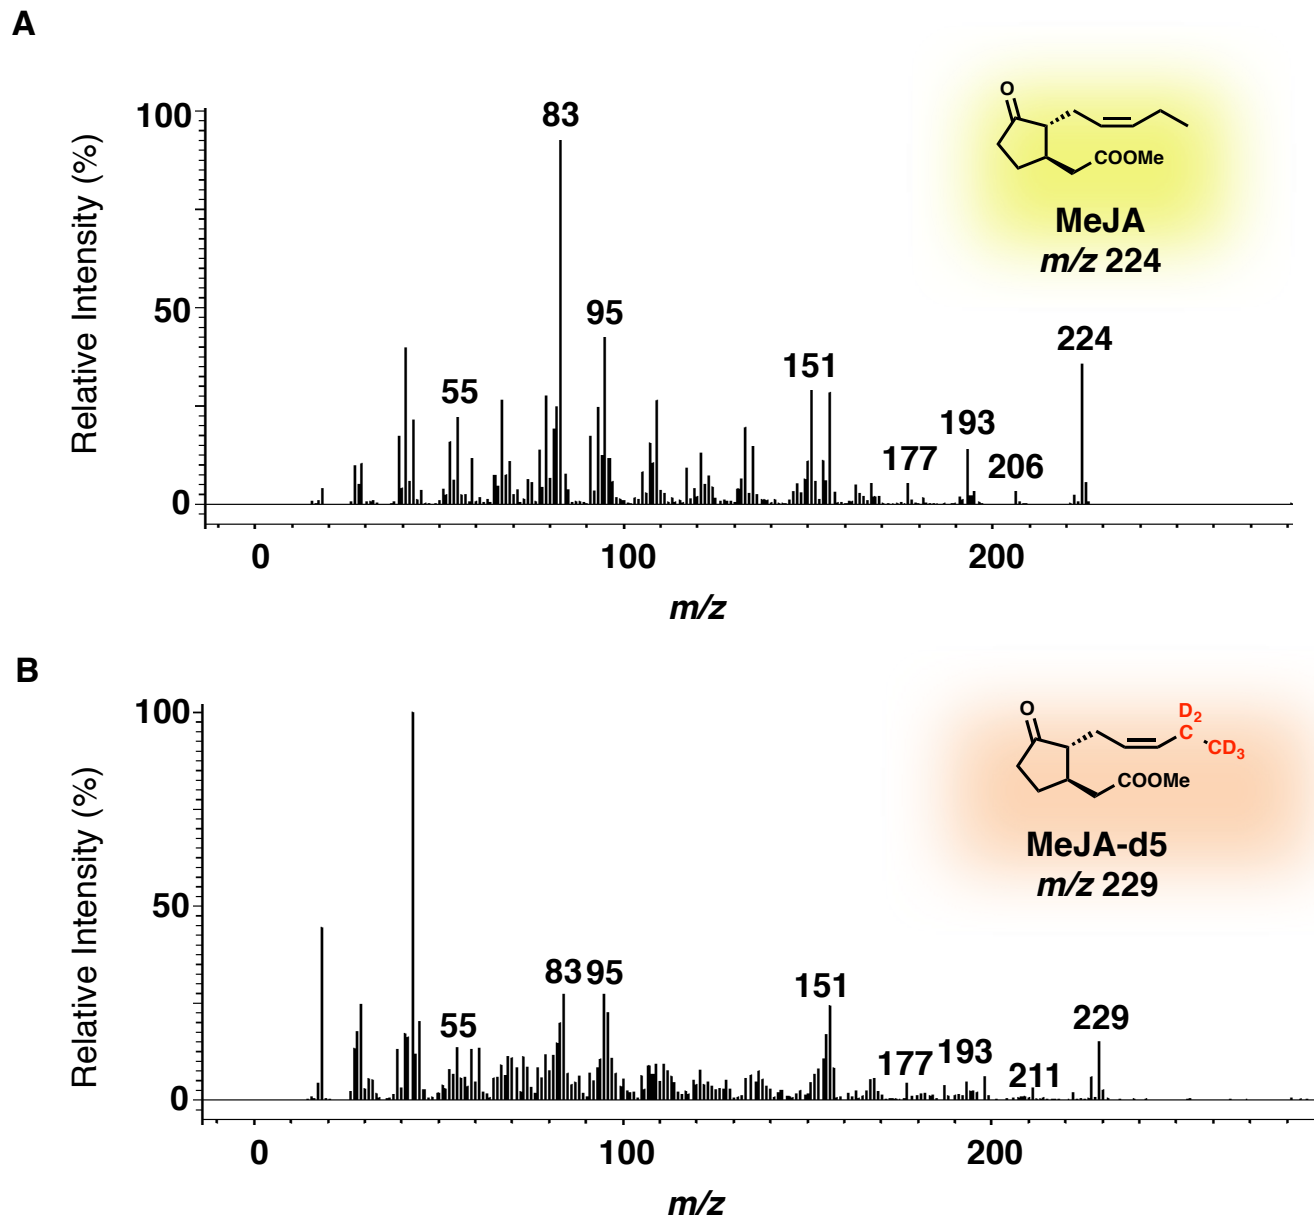 A
Relative Intensity (%)
100
50
0
83
95
55
151
177
193
206
224
O
COOMe
MeJA
m/z 224
0
100
200
m/z
B
Relative Intensity (%)
100
50
0
55
83
95
151
177
193
211
229
O
D2
C
CD3
COOMe
MeJA-d5
m/z 229
0
100
200
m/z